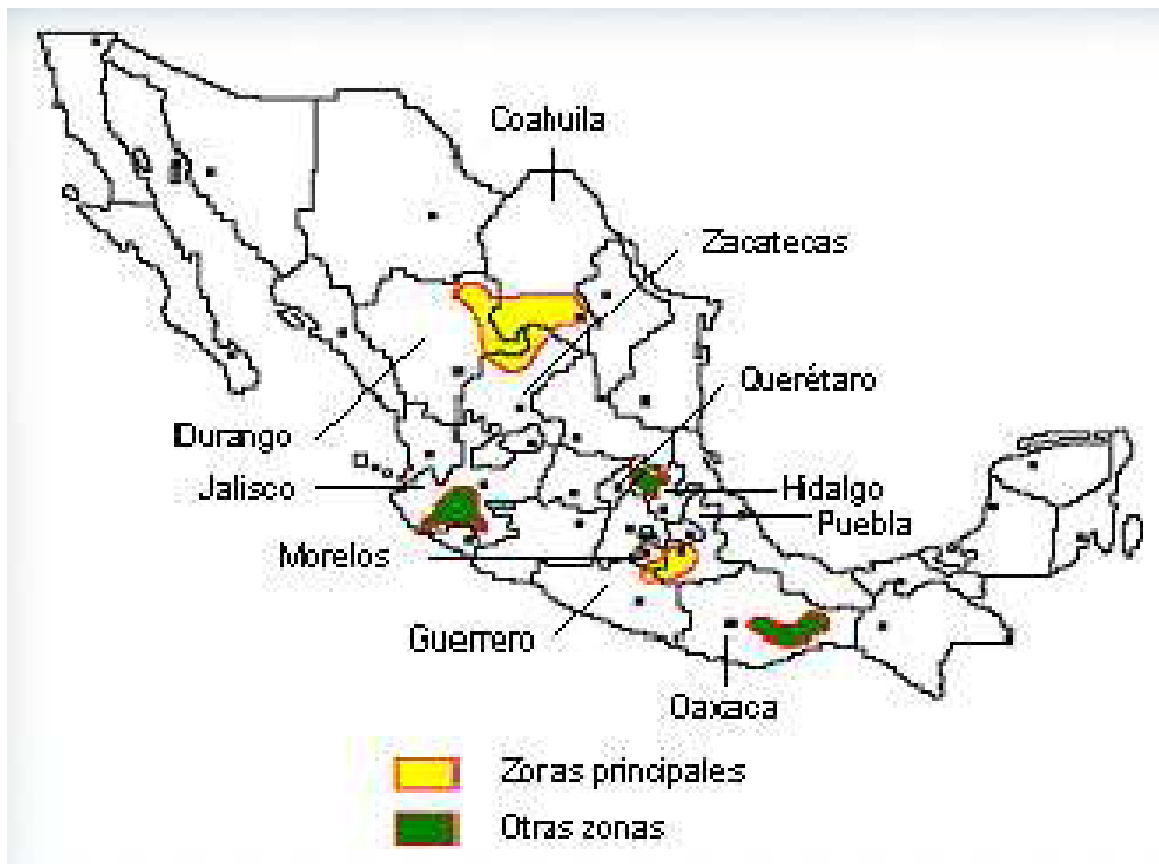 Coahuila
Zacatecas
Querétaro
Durango
Jalisco
Hidalgo
Puebla
Morelos
Guerrero
Oaxaca
Zoras principales
Otras zonas